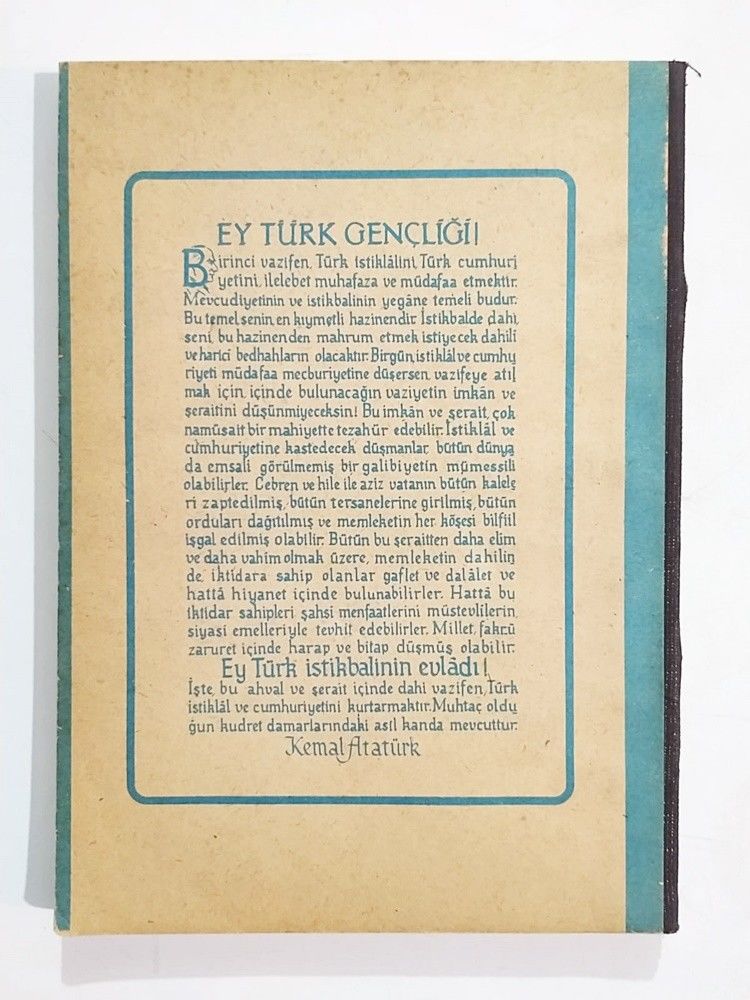 EY TÜRK GENÇLİĞİ!
Birinci vazifen, Türk istiklâlini, Türk cumhuri
yetini, ilelebet muhafaza ve müdafaa etmektir.
Mevcudiyetinin ve istikbalinin yegâne temeli budur.
Bu temel senin, en kıymetli hazinendir. İstikbalde dahi,
seni, bu hazinenden mahrum etmek istiyecek dahilî
ve haricî bedhahların olacaktır. Birgün, istiklâl ve cumhu
riyeti müdafaa mecburiyetine düşersen, vazifeye atıl
mak için, içinde bulunacağın vaziyetin imkân ve
şeraitini düşünmiyeceksin! Bu imkân ve şerait, çok
namüsait bir mahiyette tezahür edebilir. İstiklâl ve
cumhuriyetine kastedecek düşmanlar, bütün dünya
da emsali görülmemiş bir galibiyetin mümessili
olabilirler. Cebren ve hile ile aziz vatanın bütün kalele
ri zaptedilmiş, bütün tersanelerine girilmiş, bütün
orduları dağıtılmış ve memleketin her köşesi bilfiil
işgal edilmiş olabilir. Bütün bu şeraitten daha elim
ve daha vahim olmak üzere, memleketin dahilin
de, iktidara sahip olanlar gaflet ve dalâlet ve
hattâ hiyanet içinde bulunabilirler. Hattâ bu
iktidar sahipleri şahsi menfaatlerini müstevlilerin
siyasi emelleriyle tevhit edebilirler. Millet, fakrü
zaruret içinde harap ve bitap düşmüş olabilir.
Ey Türk istikbalinin evlâdı!
İşte, bu ahval ve şerait içinde dahi vazifen, Türk
istiklâl ve cumhuriyetini kurtarmaktır. Muhtaç oldu
ğun kudret damarlarındaki asil kanda mevcuttur.
Kemal Atatürk